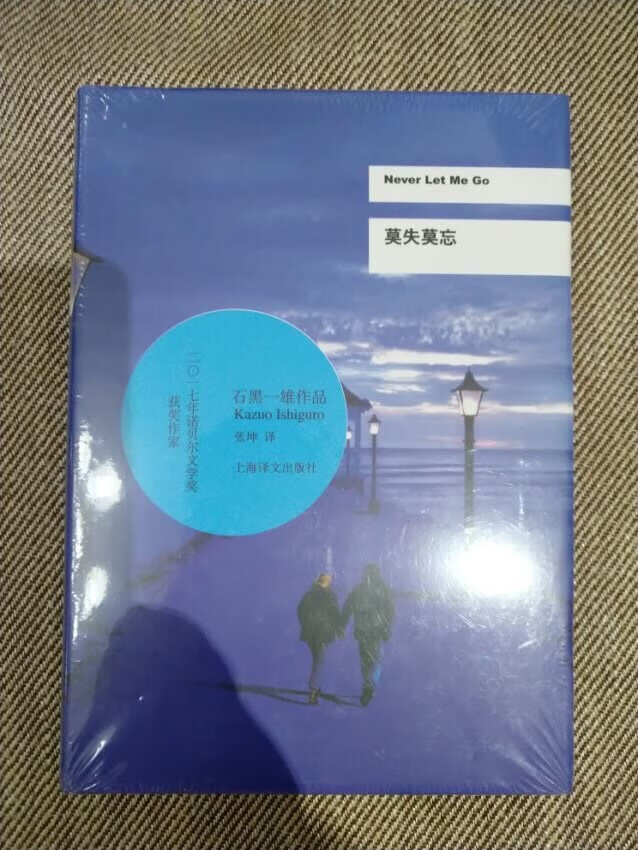 Never Let Me Go
莫失莫忘
二〇一七年诺贝尔文学奖
获奖作家
石黑一雄作品
Kazuo Ishiguro
张坤 译
上海译文出版社